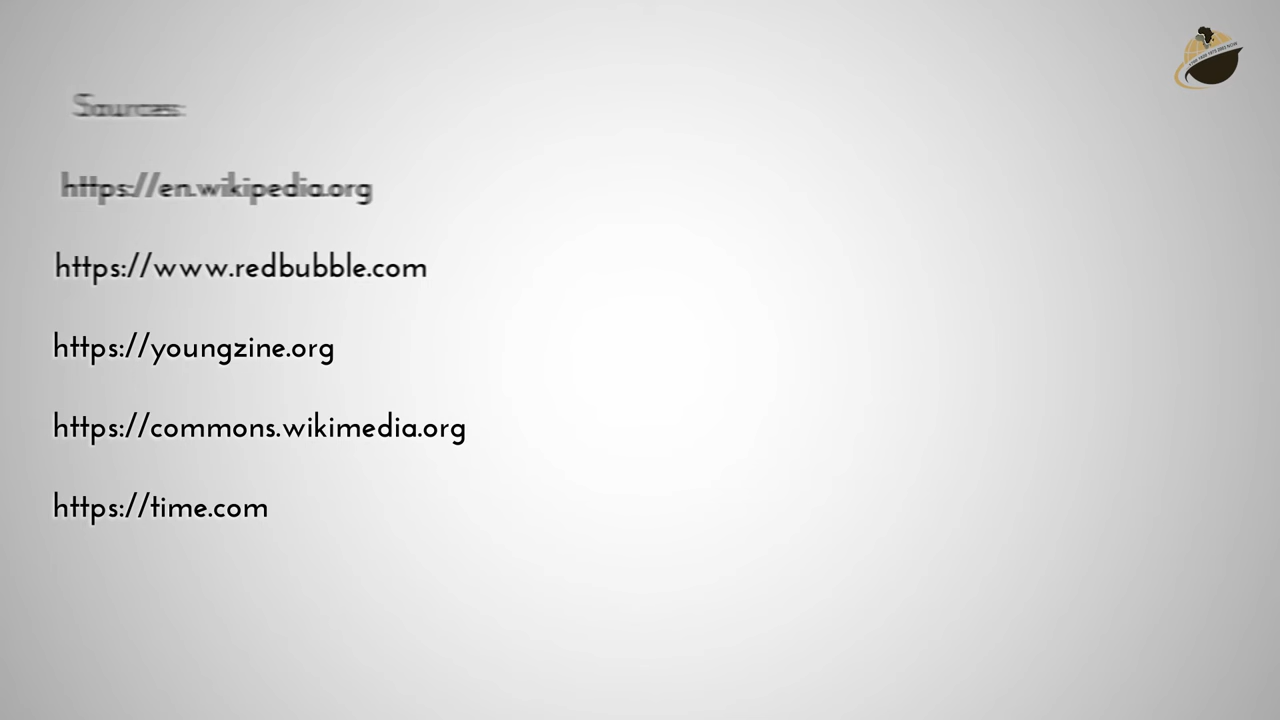 Sources:
https://en.wikipedia.org
https://www.redbubble.com
https://youngzine.org
https://commons.wikimedia.org
https://time.com